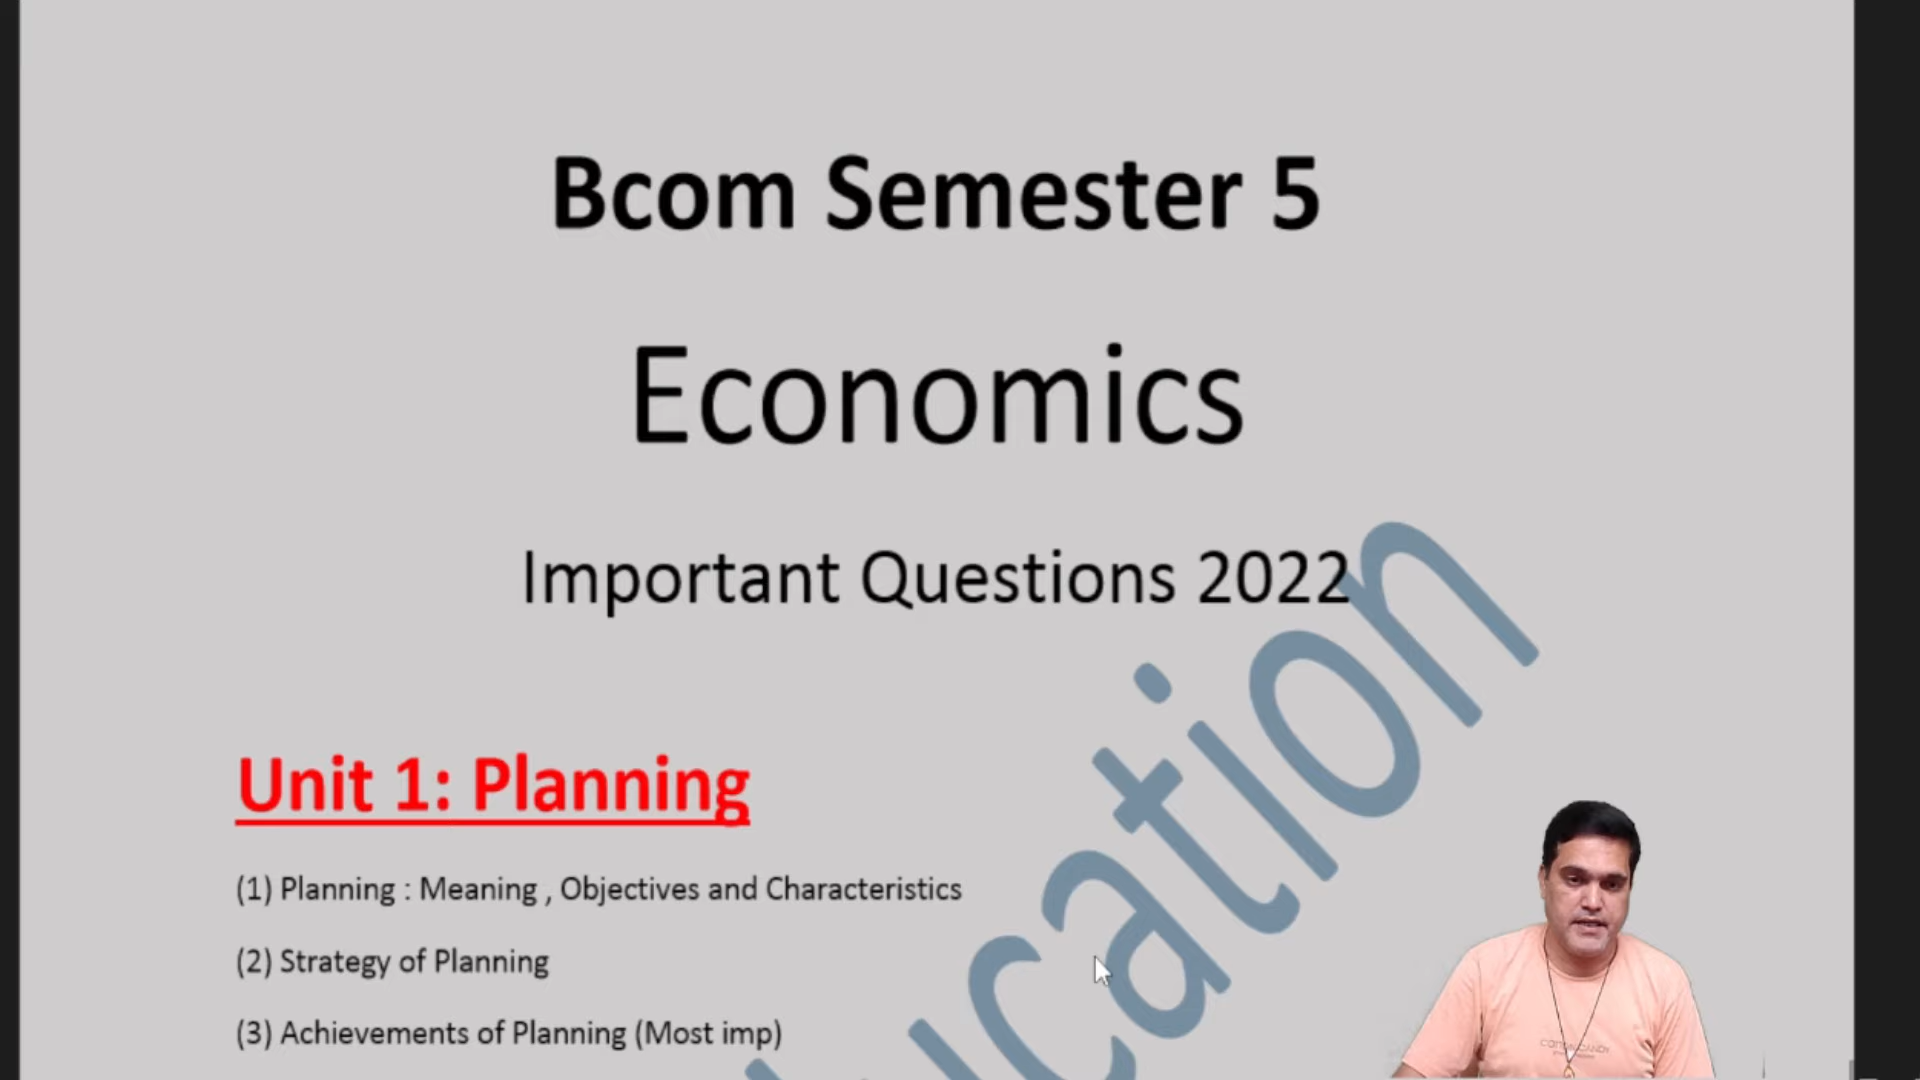 Bcom Semester 5
Economics
Important Questions 2022
Unit 1: Planning
(1) Planning : Meaning , Objectives and Characteristics
(2) Strategy of Planning
(3) Achievements of Planning (Most imp)
ucation